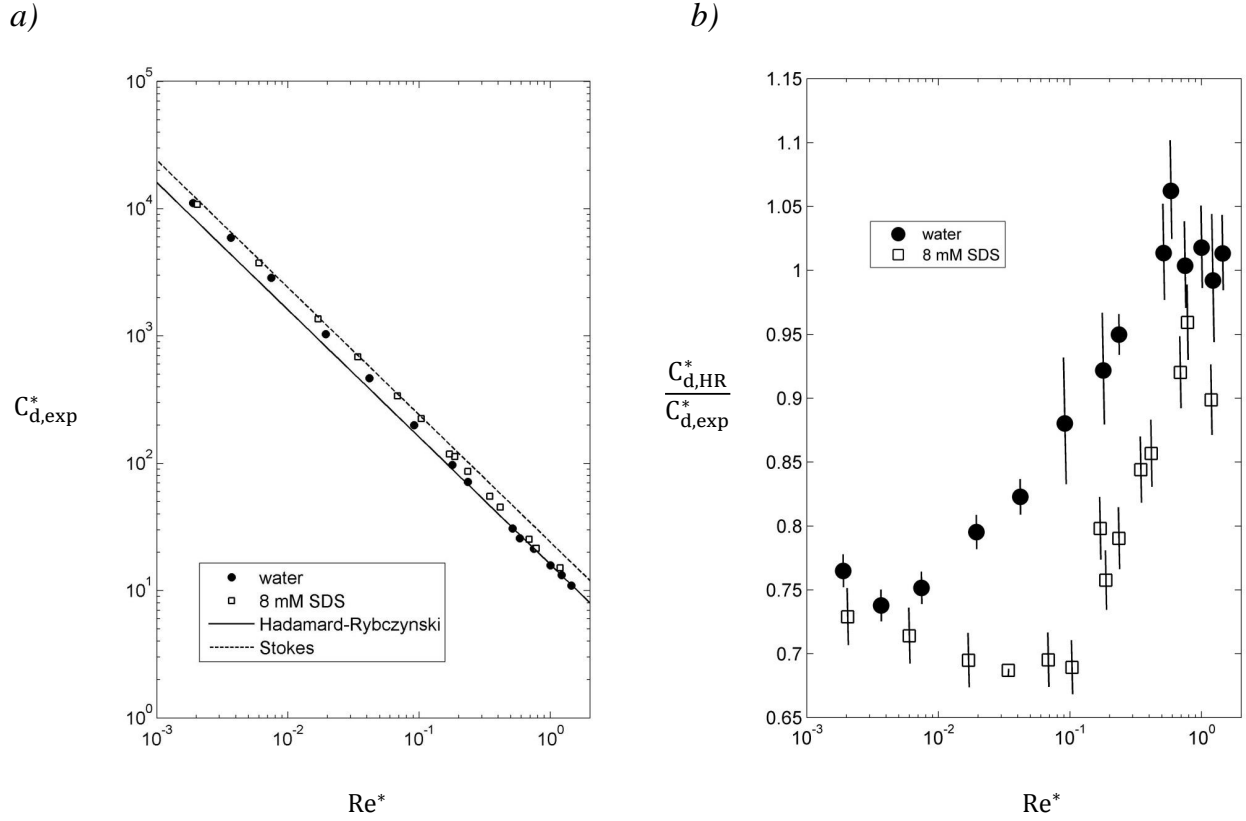 a)
10^5
10^4
10^3
10^2
10^1
10^0
C*d,exp
water
8 mM SDS
Hadamard-Rybczynski
Stokes
10^-3
10^-2
10^-1
10^0
Re*
b)
1.15
1.1
1.05
1
0.95
0.9
0.85
0.8
0.75
0.7
0.65
C*d,HR
C*d,exp
water
8 mM SDS
10^-3
10^-2
10^-1
10^0
Re*